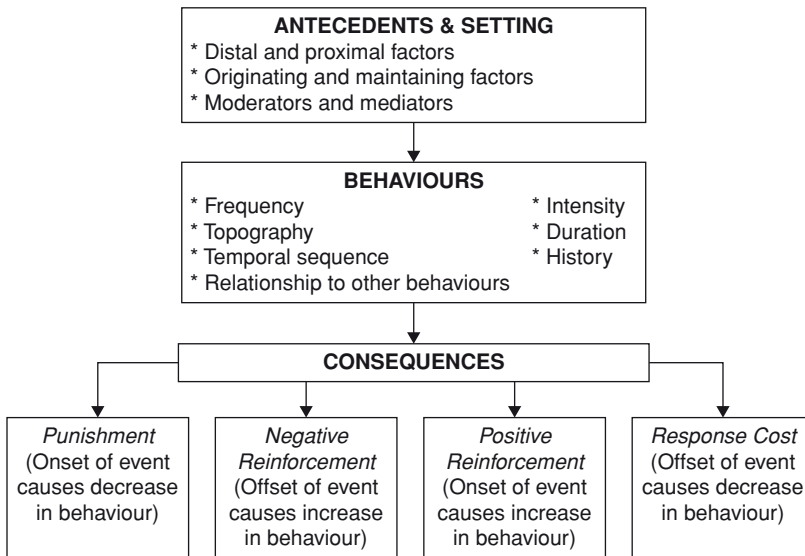 ANTECEDENTS & SETTING
* Distal and proximal factors
* Originating and maintaining factors
* Moderators and mediators
BEHAVIOURS
* Frequency
* Topography
* Temporal sequence
* Relationship to other behaviours
* Intensity
* Duration
* History
CONSEQUENCES
Punishment
(Onset of event
causes decrease
in behaviour)
Negative
Reinforcement
(Offset of event
causes increase
in behaviour)
Positive
Reinforcement
(Onset of event
causes increase
in behaviour)
Response Cost
(Offset of event
causes decrease
in behaviour)